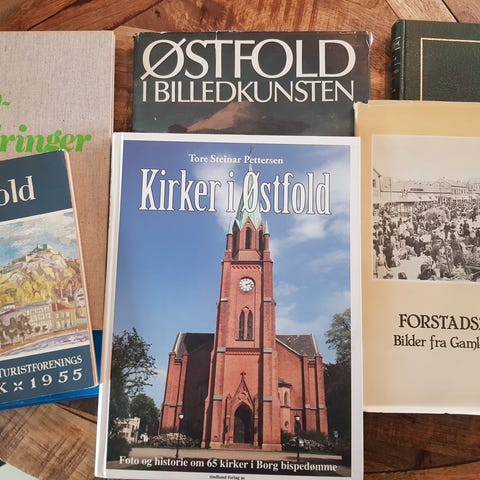 ØSTFOLD
I BILLEDKUNSTEN
ringer
old
TURISTFORENINGS
1955
Tore Steinar Pettersen
Kirker i Østfold
Foto og historie om 65 kirker i Borg bispedømme
FORSTADS
Bilder fra Gaml